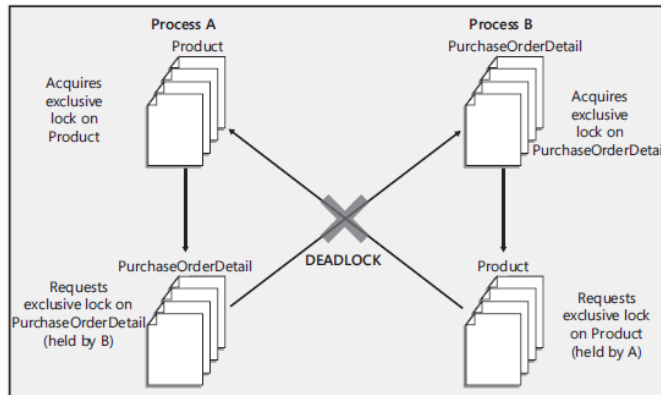 Process A
Product
Acquires
exclusive
lock on
Product
Process B
PurchaseOrderDetail
Acquires
exclusive
lock on
PurchaseOrderDetail
DEADLOCK
PurchaseOrderDetail
Requests
exclusive lock on
PurchaseOrderDetail
(held by B)
Product
Requests
exclusive lock
on Product
(held by A)